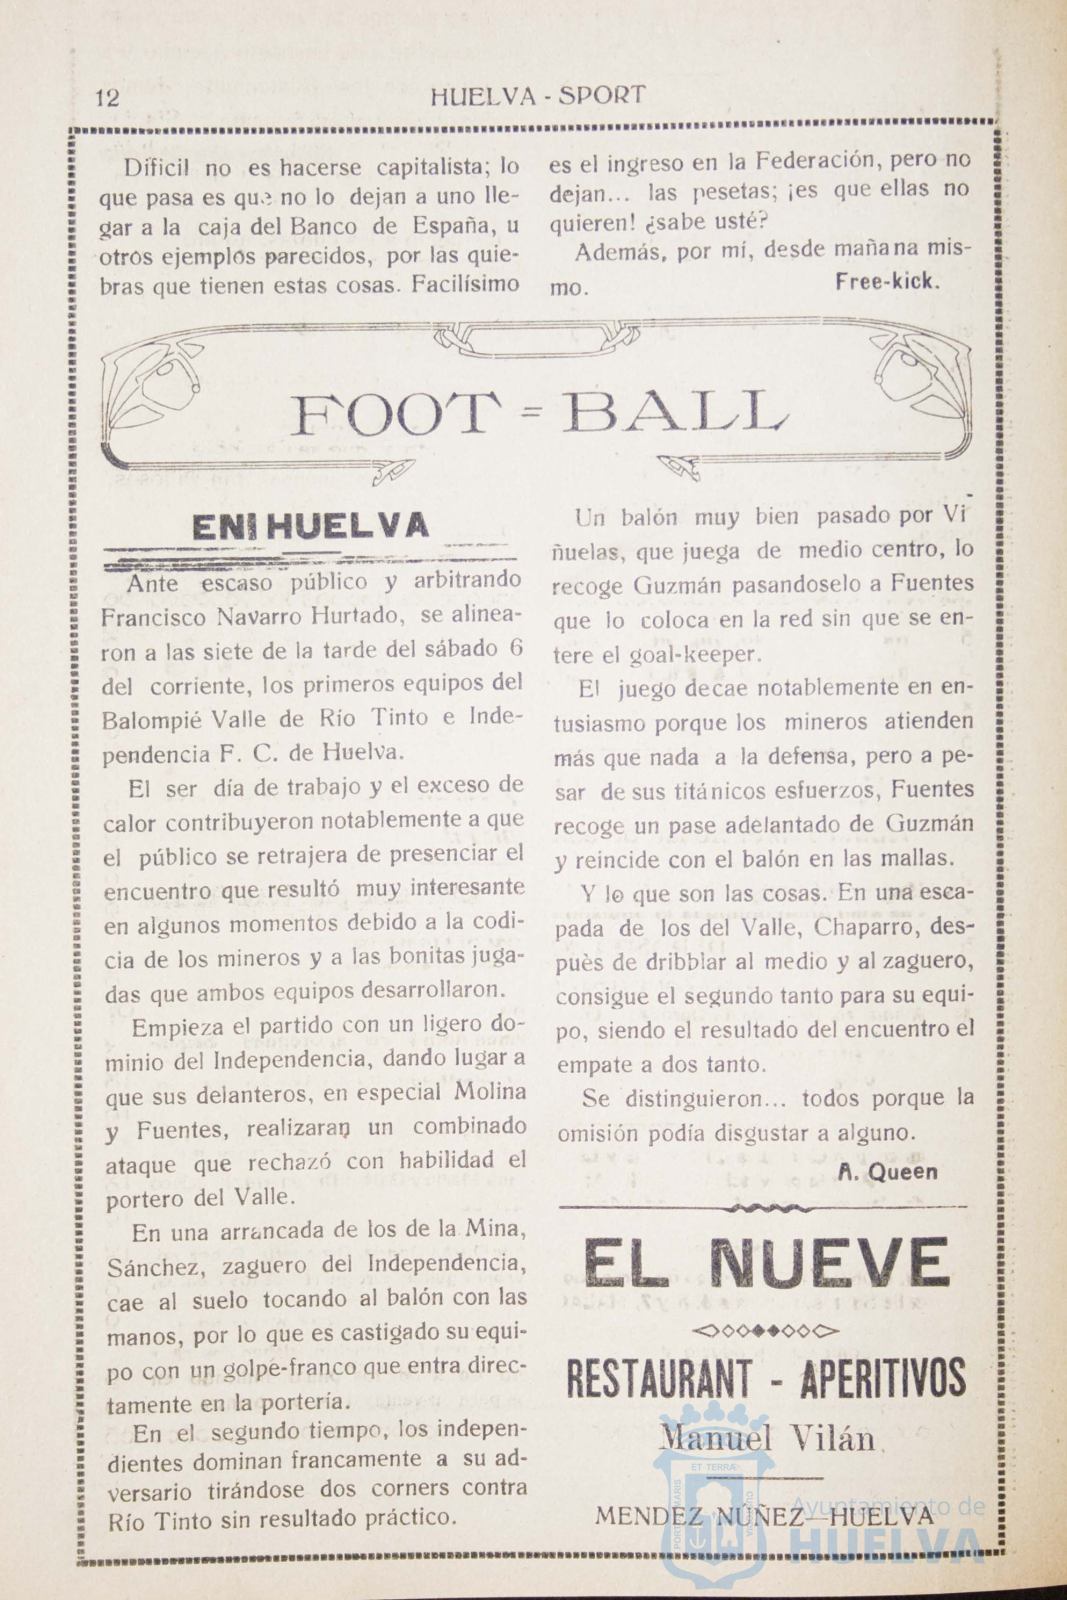 12
HUELVA - SPORT
Difícil no es hacerse capitalista; lo
que pasa es que no lo dejan a uno lle-
gar a la caja del Banco de España, u
otros ejemplos parecidos, por las quie-
bras que tienen estas cosas. Facilísimo
es el ingreso en la Federación, pero no
dejan... las pesetas; ¡es que ellas no
quieren! ¿sabe usté?
Además, por mí, desde mañana mis-
mo.
Free-kick.
FOOT = BALL
EN HUELVA
Ante escaso público y arbitrando
Francisco Navarro Hurtado, se alinea-
ron a las siete de la tarde del sábado 6
del corriente, los primeros equipos del
Balompié Valle de Río Tinto e Inde-
pendencia F. C. de Huelva.
El ser día de trabajo y el exceso de
calor contribuyeron notablemente a que
el público se retrajera de presenciar el
encuentro que resultó muy interesante
en algunos momentos debido a la codi-
cia de los mineros y a las bonitas juga-
das que ambos equipos desarrollaron.
Empieza el partido con un ligero do-
minio del Independencia, dando lugar a
que sus delanteros, en especial Molina
y Fuentes, realizaran un combinado
ataque que rechazó con habilidad el
portero del Valle.
En una arrancada de los de la Mina,
Sánchez, zaguero del Independencia,
cae al suelo tocando al balón con las
manos, por lo que es castigado su equi-
po con un golpe-franco que entra direc-
tamente en la portería.
En el segundo tiempo, los indepen-
dientes dominan francamente a su ad-
versario tirándose dos corners contra
Río Tinto sin resultado práctico.
Un balón muy bien pasado por Vi-
ñuelas, que juega de medio centro, lo
recoge Guzmán pasandoselo a Fuentes
que lo coloca en la red sin que se en-
tere el goal-keeper.
El juego decae notablemente en en-
tusiasmo porque los mineros atienden
más que nada a la defensa, pero a pe-
sar de sus titánicos esfuerzos, Fuentes
recoge un pase adelantado de Guzmán
y reincide con el balón en las mallas.
Y lo que son las cosas. En una esca-
pada de los del Valle, Chaparro, des-
puès de dribblar al medio y al zaguero,
consigue el segundo tanto para su equi-
po, siendo el resultado del encuentro el
empate a dos tanto.
Se distinguieron... todos porque la
omisión podía disgustar a alguno.
A. Queen
EL NUEVE
RESTAURANT - APERITIVOS
Manuel Vilán
MENDEZ NÚÑEZ—HUELVA
PORTUS MARIS
ET TERRÆ
CUSTODIA
Ayuntamiento de
HUELVA